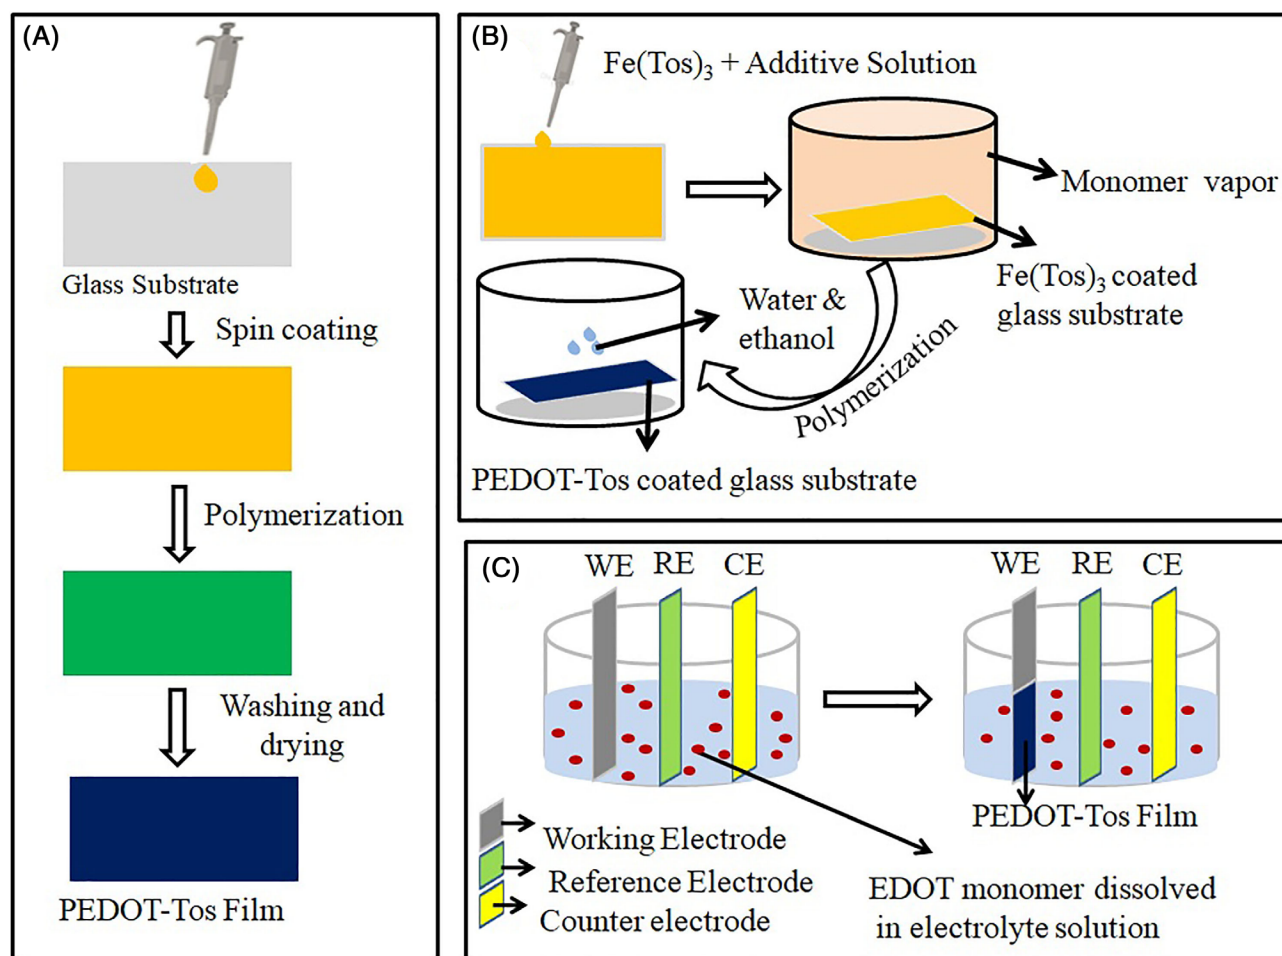 (A)
Glass Substrate
Spin coating
Polymerization
Washing and
drying
PEDOT-Tos Film
(B)
Fe(Tos)₃ + Additive Solution
Monomer vapor
Fe(Tos)₃ coated
glass substrate
Water &
ethanol
Polymerization
PEDOT-Tos coated glass substrate
(C)
WE RE CE
WE RE CE
PEDOT-Tos Film
Working Electrode
Reference Electrode
Counter electrode
EDOT monomer dissolved
in electrolyte solution